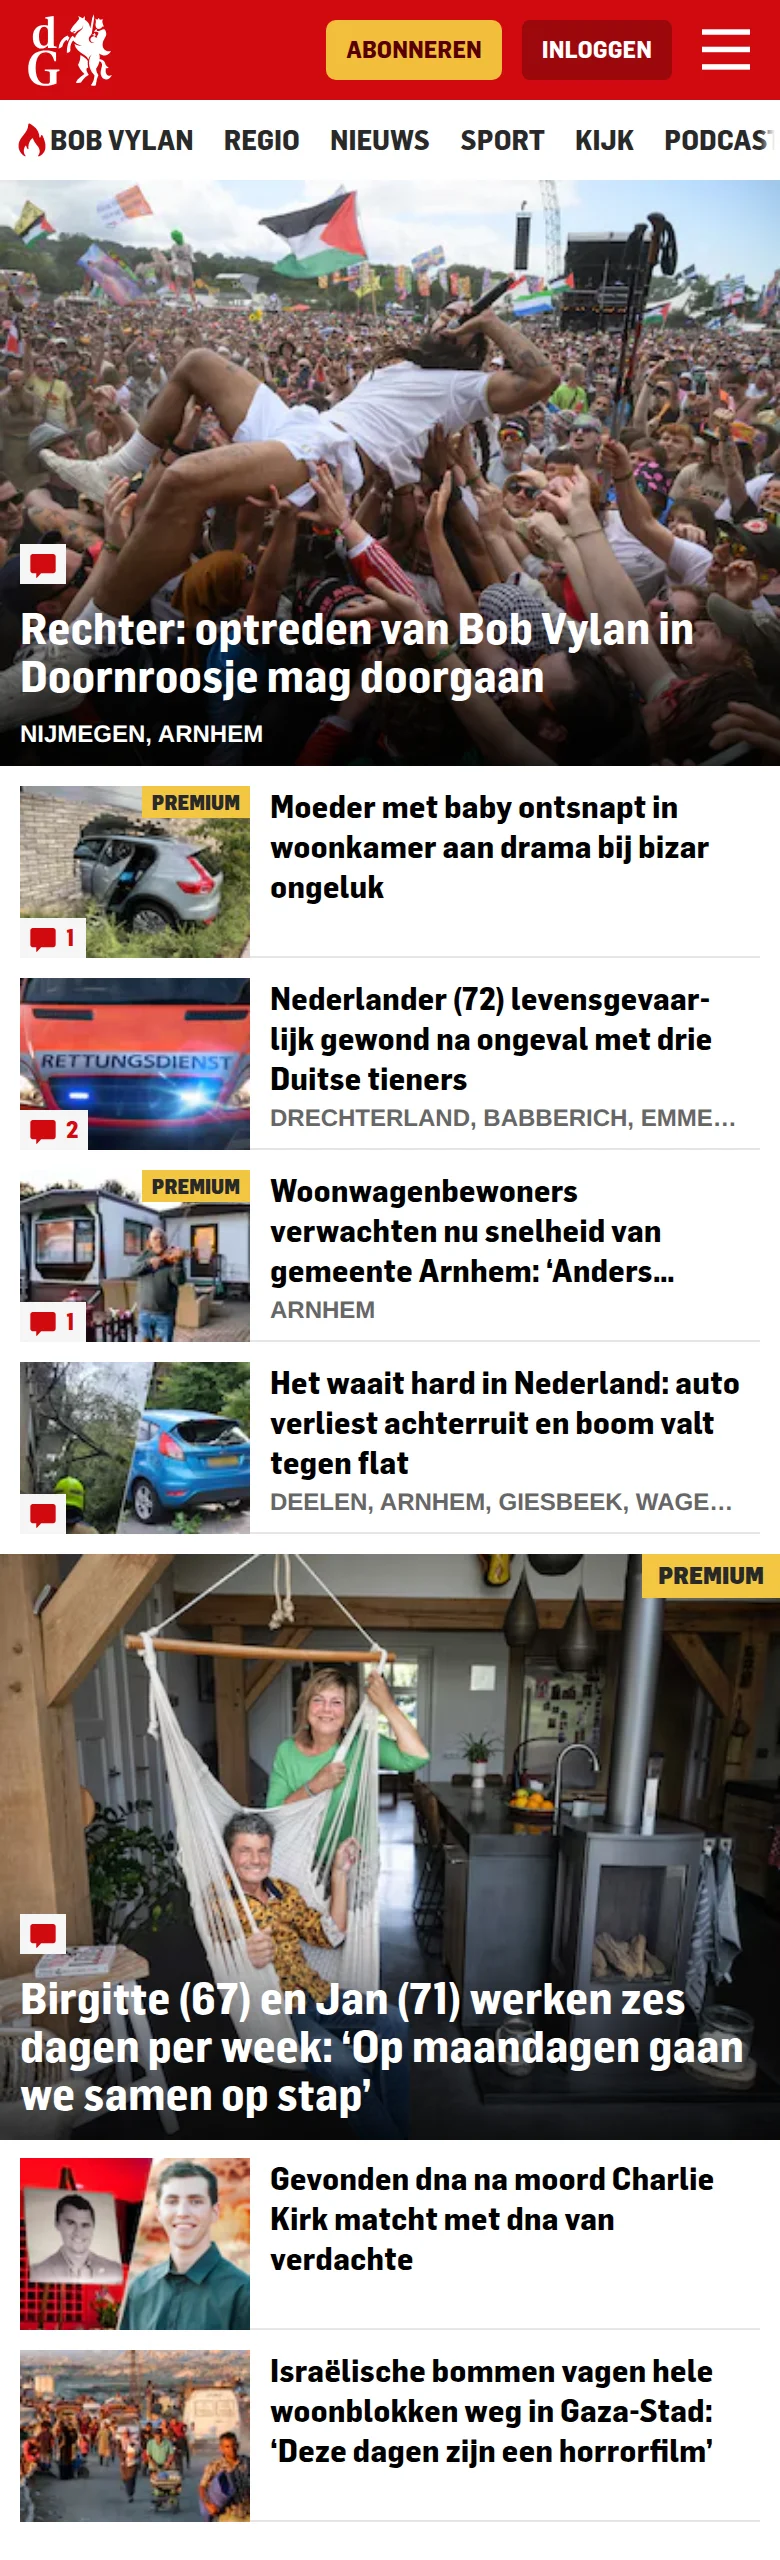 d
G
ABONNEREN
INLOGGEN
BOB VYLAN
REGIO
NIEUWS
SPORT
KIJK
PODCAST
Rechter: optreden van Bob Vylan in
Doornroosje mag doorgaan
NIJMEGEN, ARNHEM
PREMIUM
1
Moeder met baby ontsnapt in
woonkamer aan drama bij bizar
ongeluk
RETTUNGSDIENST
2
Nederlander (72) levensgevaar-
lijk gewond na ongeval met drie
Duitse tieners
DRECHTERLAND, BABBERICH, EMME…
PREMIUM
1
Woonwagenbewoners
verwachten nu snelheid van
gemeente Arnhem: ‘Anders...
ARNHEM
Het waait hard in Nederland: auto
verliest achterruit en boom valt
tegen flat
DEELEN, ARNHEM, GIESBEEK, WAGE…
PREMIUM
Birgitte (67) en Jan (71) werken zes
dagen per week: ‘Op maandagen gaan
we samen op stap’
Gevonden dna na moord Charlie
Kirk matcht met dna van
verdachte
Israëlische bommen vagen hele
woonblokken weg in Gaza-Stad:
‘Deze dagen zijn een horrorfilm’